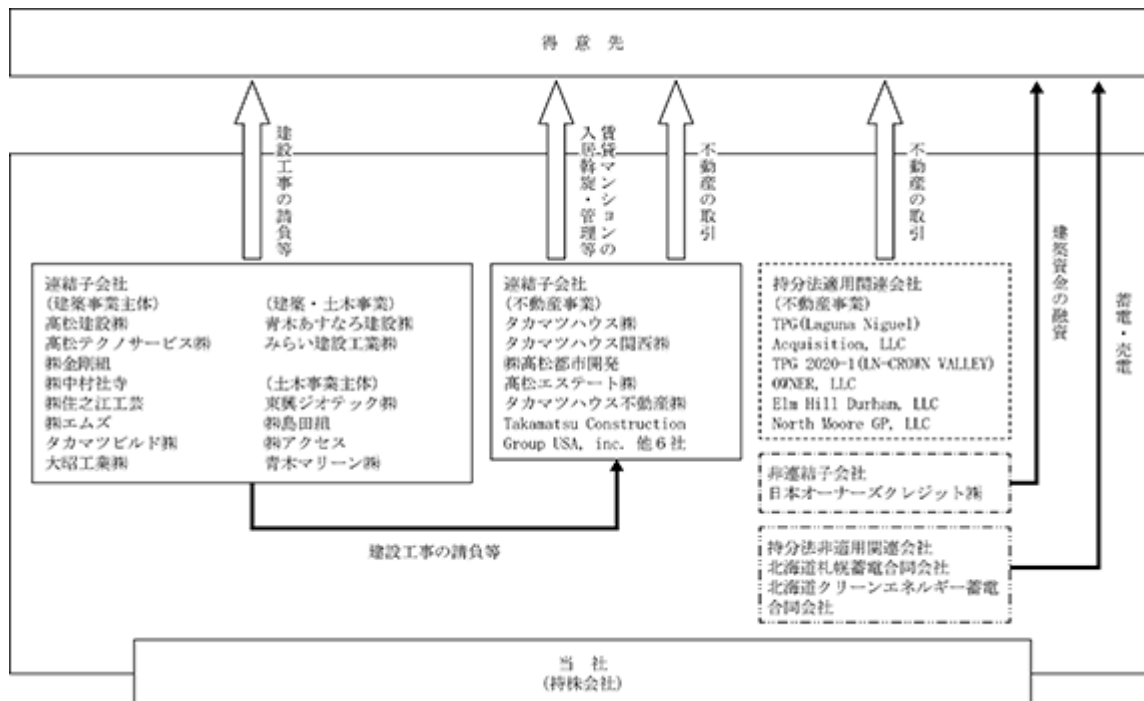 得意先
建設工事の請負等
賃貸マンションの
入居斡旋・管理等
不動産の取引
不動産の取引
建築資金の融資
蓄電・売電
連結子会社
(建築事業主体)
髙松建設㈱
髙松テクノサービス㈱
㈱金剛組
㈱中村社寺
㈱住之江工芸
㈱エムズ
タカマツビルド㈱
大昭工業㈱
(建築・土木事業)
青木あすなろ建設㈱
みらい建設工業㈱
(土木事業主体)
東興ジオテック㈱
㈱島田組
㈱アクセス
青木マリーン㈱
連結子会社
(不動産事業)
タカマツハウス㈱
タカマツハウス関西㈱
㈱髙松都市開発
髙松エステート㈱
タカマツハウス不動産㈱
Takamatsu Construction
Group USA, inc. 他６社
持分法適用関連会社
(不動産事業)
TPG(Laguna Niguel)
Acquisition, LLC
TPG 2020-1(LN-CROWN VALLEY)
OWNER, LLC
Elm Hill Durham, LLC
North Moore GP, LLC
非連結子会社
日本オーナーズクレジット㈱
持分法非適用関連会社
北海道札幌蓄電合同会社
北海道クリーンエネルギー蓄電
合同会社
建設工事の請負等
当社
(持株会社)